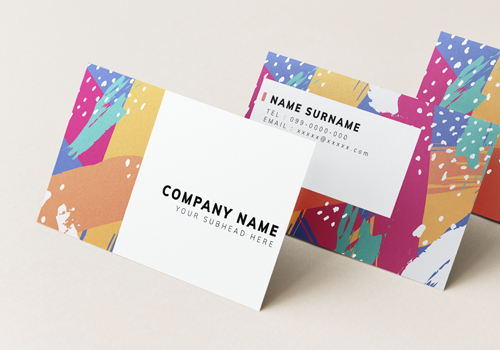 COMPANY NAME
YOUR SUBHEAD HERE
NAME SURNAME
TEL : 099-0000-000
EMAIL : xxxxx@xxxxx.com